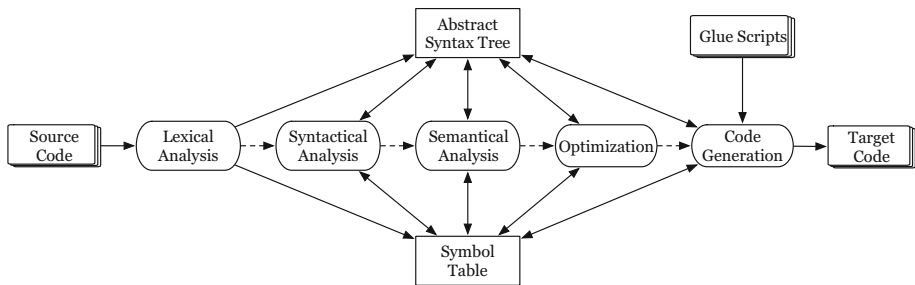 Abstract
Syntax Tree
Glue Scripts
Source
Code
Lexical
Analysis
Syntactical
Analysis
Semantical
Analysis
Optimization
Code
Generation
Target
Code
Symbol
Table